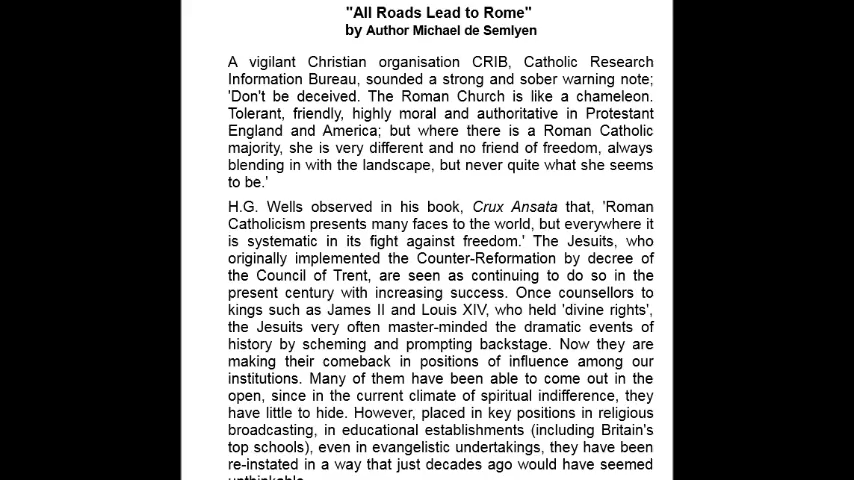 "All Roads Lead to Rome"
by Author Michael de Semlyen
A vigilant Christian organisation CRIB, Catholic Research
Information Bureau, sounded a strong and sober warning note;
'Don't be deceived. The Roman Church is like a chameleon.
Tolerant, friendly, highly moral and authoritative in Protestant
England and America; but where there is a Roman Catholic
majority, she is very different and no friend of freedom, always
blending in with the landscape, but never quite what she seems
to be.'
H.G. Wells observed in his book, Crux Ansata that, 'Roman
Catholicism presents many faces to the world, but everywhere it
is systematic in its fight against freedom.' The Jesuits, who
originally implemented the Counter-Reformation by decree of
the Council of Trent, are seen as continuing to do so in the
present century with increasing success. Once counsellors to
kings such as James II and Louis XIV, who held 'divine rights',
the Jesuits very often master-minded the dramatic events of
history by scheming and prompting backstage. Now they are
making their comeback in positions of influence among our
institutions. Many of them have been able to come out in the
open, since in the current climate of spiritual indifference, they
have little to hide. However, placed in key positions in religious
broadcasting, in educational establishments (including Britain's
top schools), even in evangelistic undertakings, they have been
re-instated in a way that just decades ago would have seemed